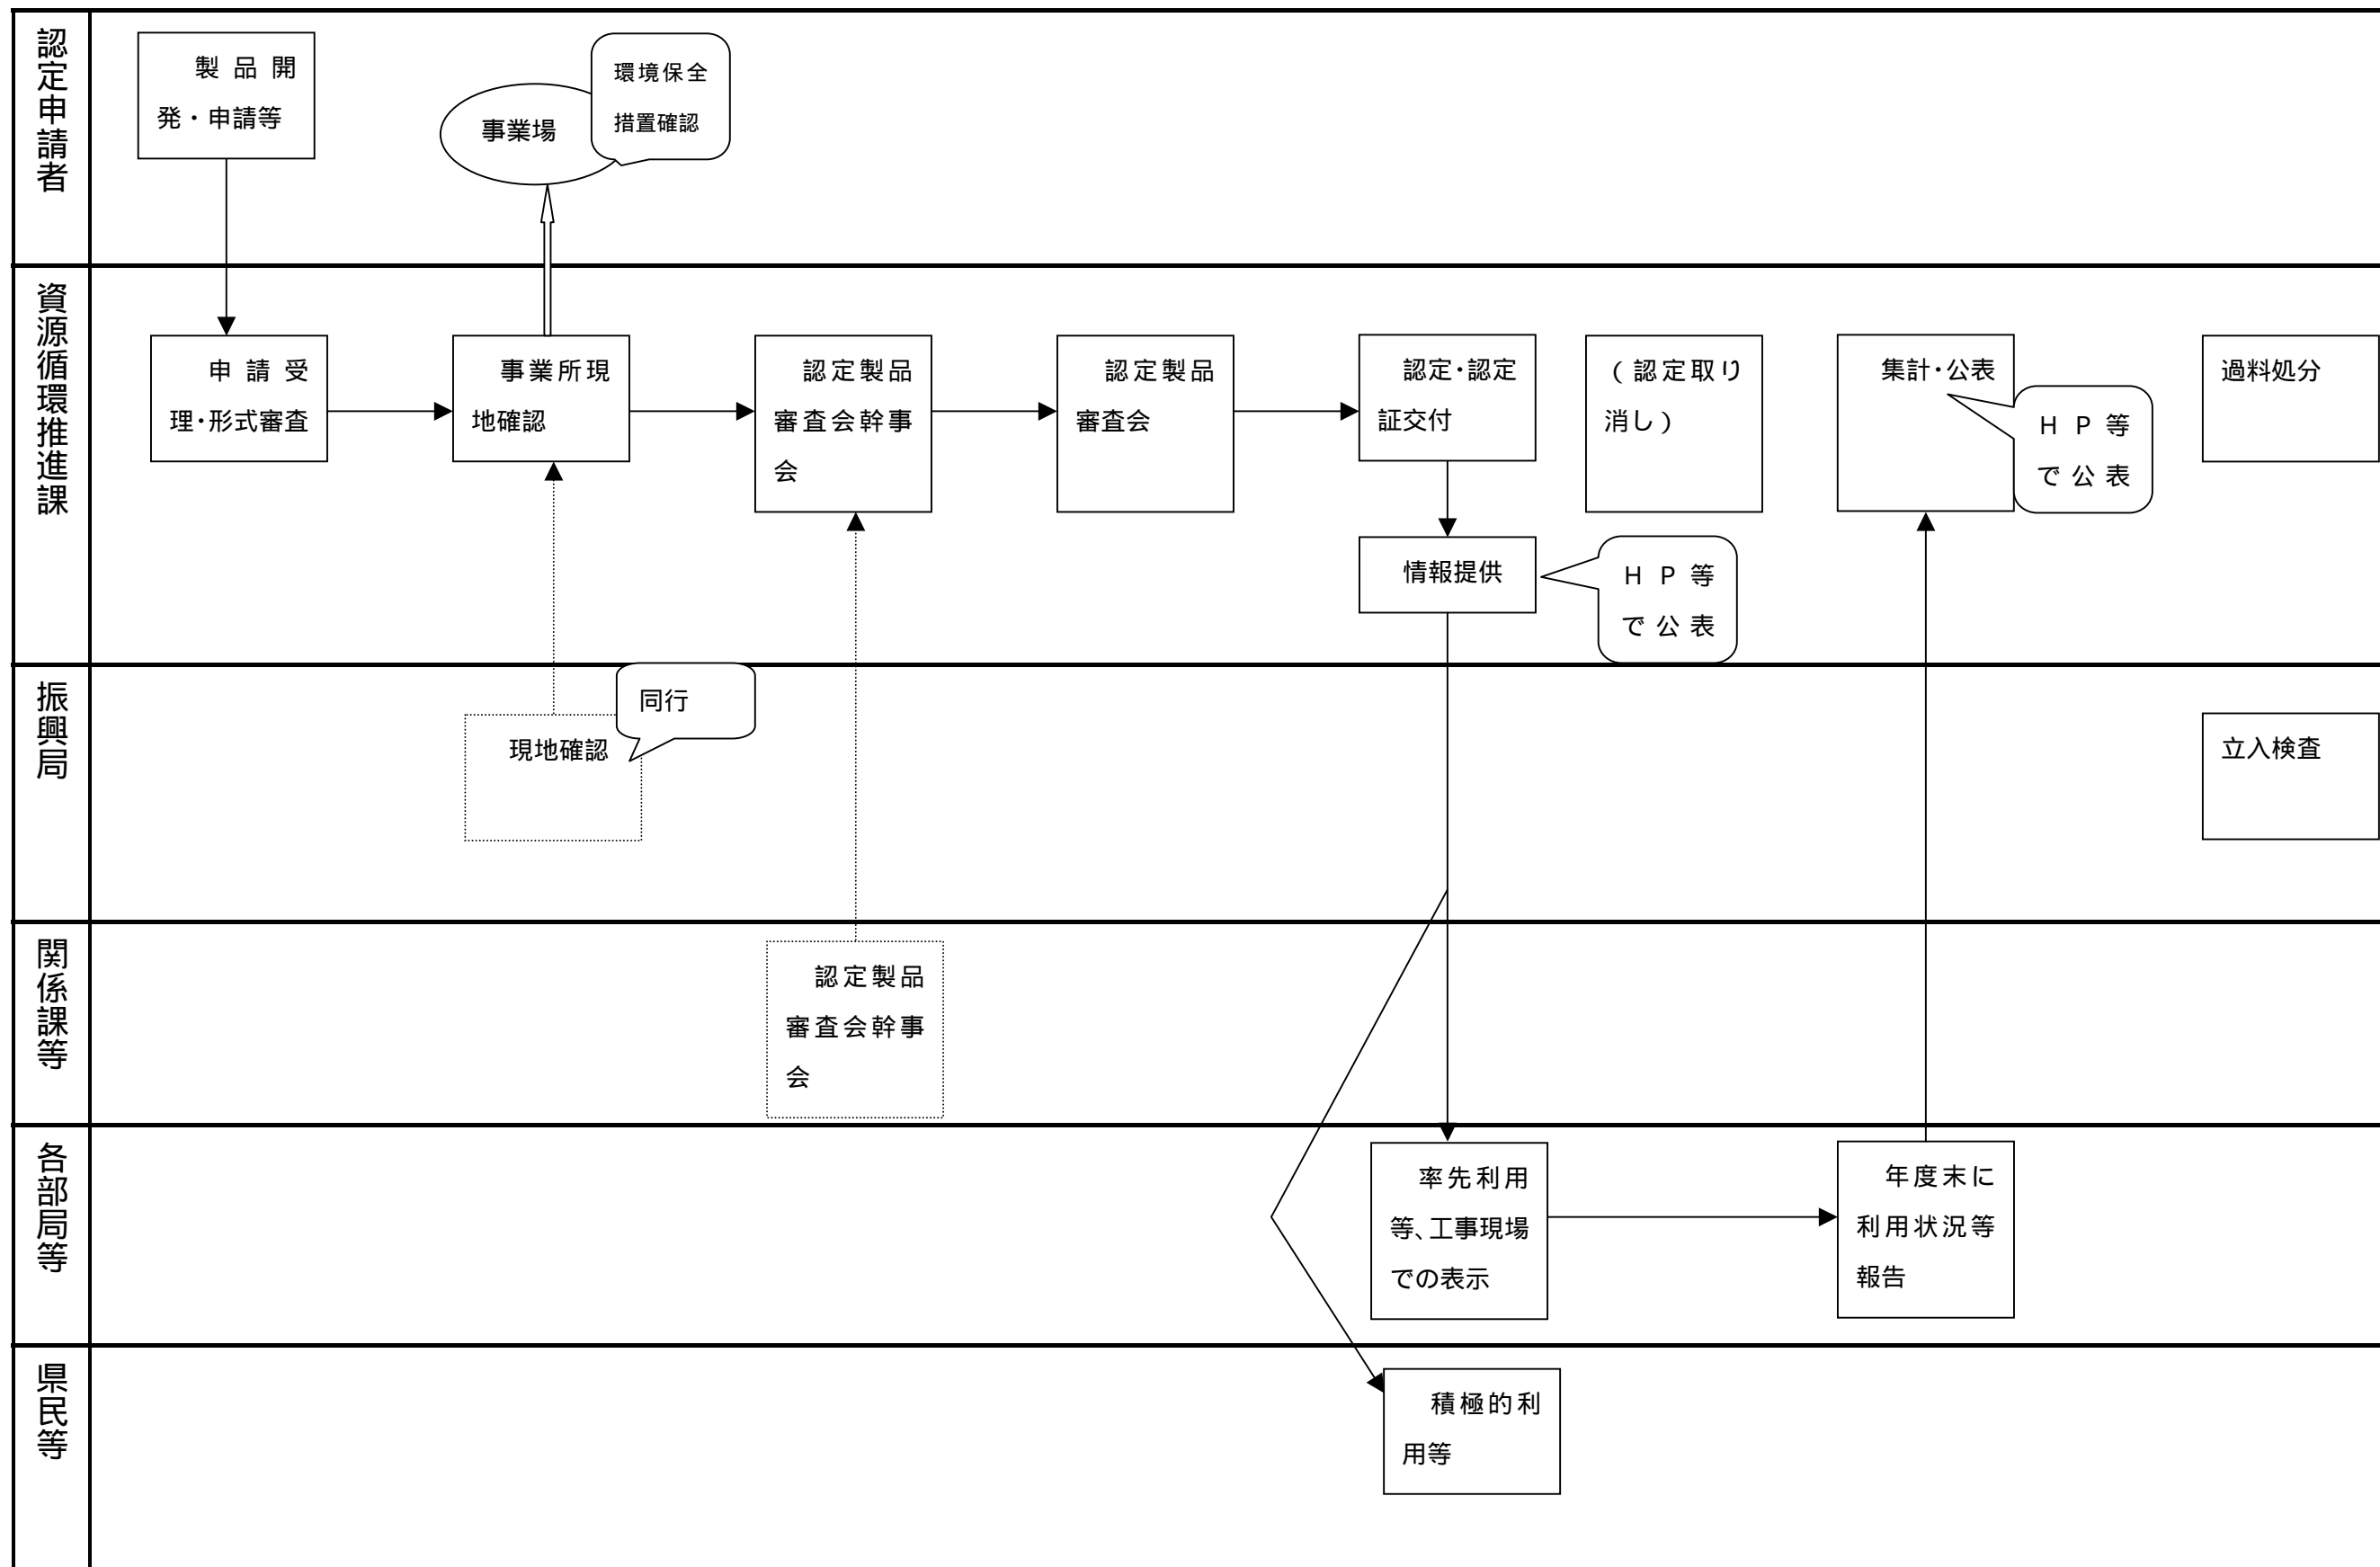 認定申請者
製品開
発・申請等
事業場
環境保全
措置確認
資源循環推進課
申請受
理・形式審査
事業所現
地確認
認定製品
審査会幹事
会
認定製品
審査会
認定・認定
証交付
（認定取り
消し）
集計・公表
ＨＰ等
で公表
過料処分
情報提供
ＨＰ等
で公表
振興局
同行
現地確認
立入検査
関係課等
認定製品
審査会幹事
会
各部局等
率先利用
等、工事現場
での表示
年度末に
利用状況等
報告
県民等
積極的利
用等